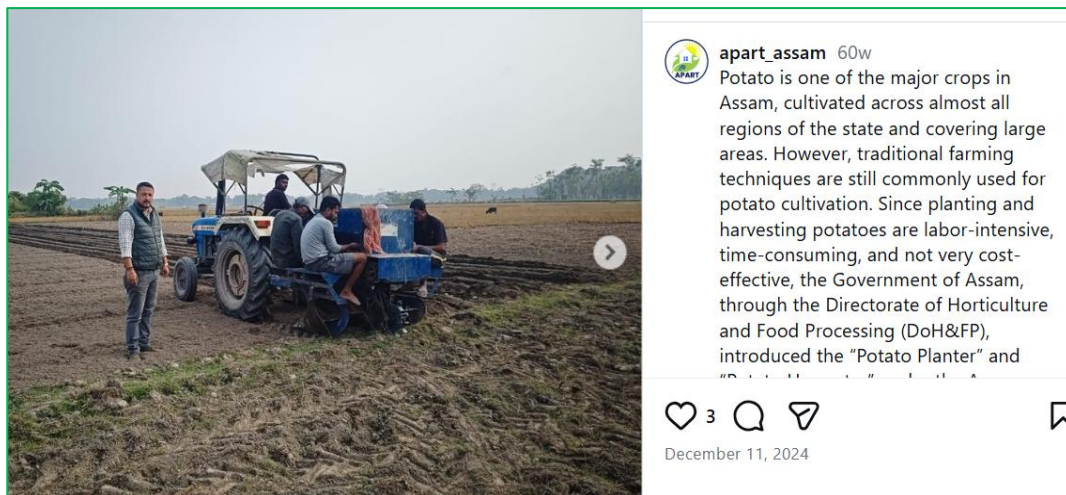 apart_assam 60w
Potato is one of the major crops in
Assam, cultivated across almost all
regions of the state and covering large
areas. However, traditional farming
techniques are still commonly used for
potato cultivation. Since planting and
harvesting potatoes are labor-intensive,
time-consuming, and not very cost-
effective, the Government of Assam,
through the Directorate of Horticulture
and Food Processing (DoH&FP),
introduced the “Potato Planter” and
APART
3
December 11, 2024